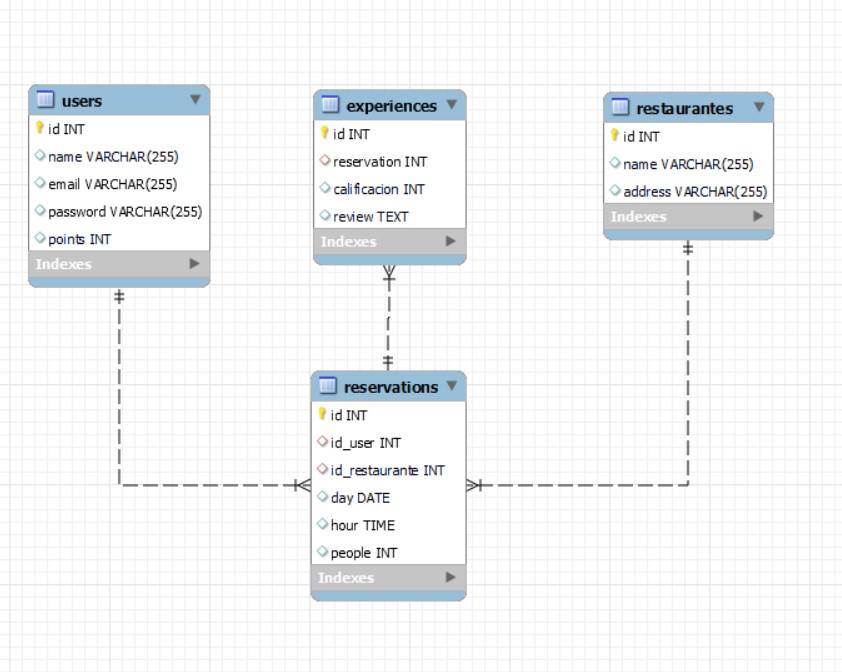 users
id INT
name VARCHAR(255)
email VARCHAR(255)
password VARCHAR(255)
points INT
Indexes
experiences
id INT
reservation INT
calificacion INT
review TEXT
Indexes
restaurantes
id INT
name VARCHAR(255)
address VARCHAR(255)
Indexes
reservations
id INT
id_user INT
id_restaurante INT
day DATE
hour TIME
people INT
Indexes